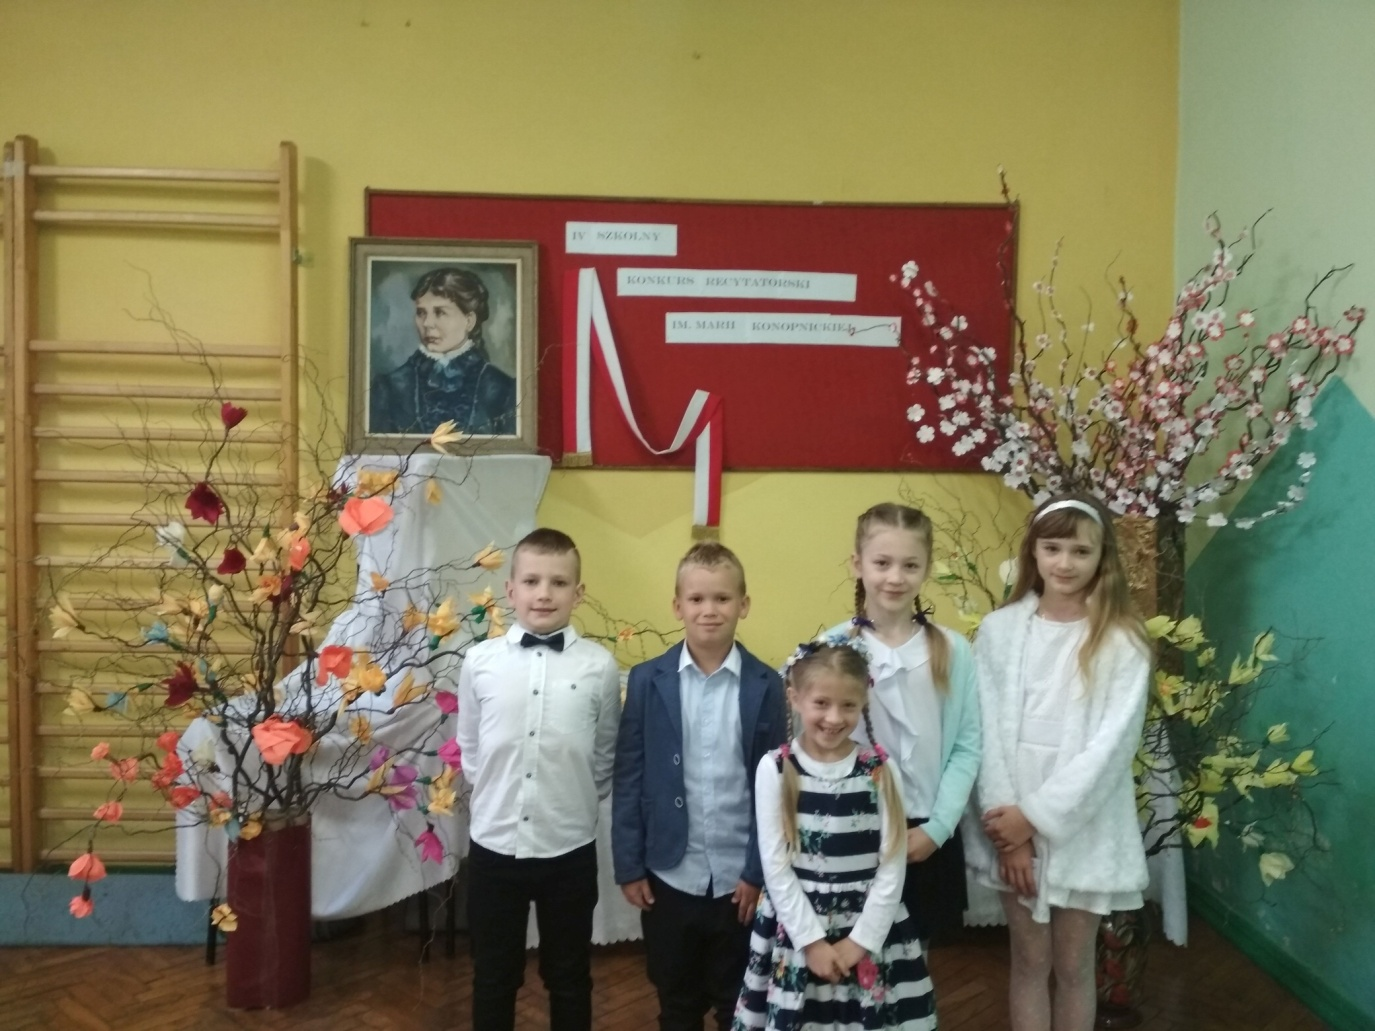 IV SZKOLNY
KONKURS RECYTATORSKI
IM. MARII KONOPNICKIEJ